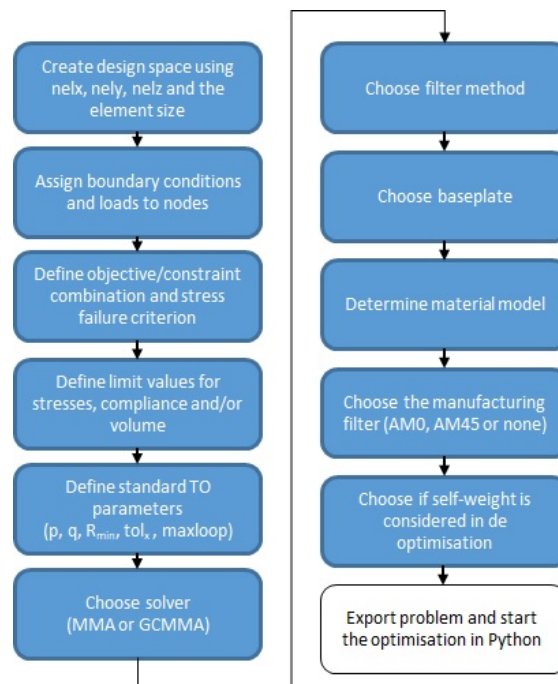 Create design space using
nelx, nely, nelz and the
element size
Assign boundary conditions
and loads to nodes
Define objective/constraint
combination and stress
failure criterion
Define limit values for
stresses, compliance and/or
volume
Define standard TO
parameters
(p, q, Rmin, tolx , maxloop)
Choose solver
(MMA or GCMMA)
Choose filter method
Choose baseplate
Determine material model
Choose the manufacturing
filter (AM0, AM45 or none)
Choose if self-weight is
considered in de
optimisation
Export problem and start
the optimisation in Python